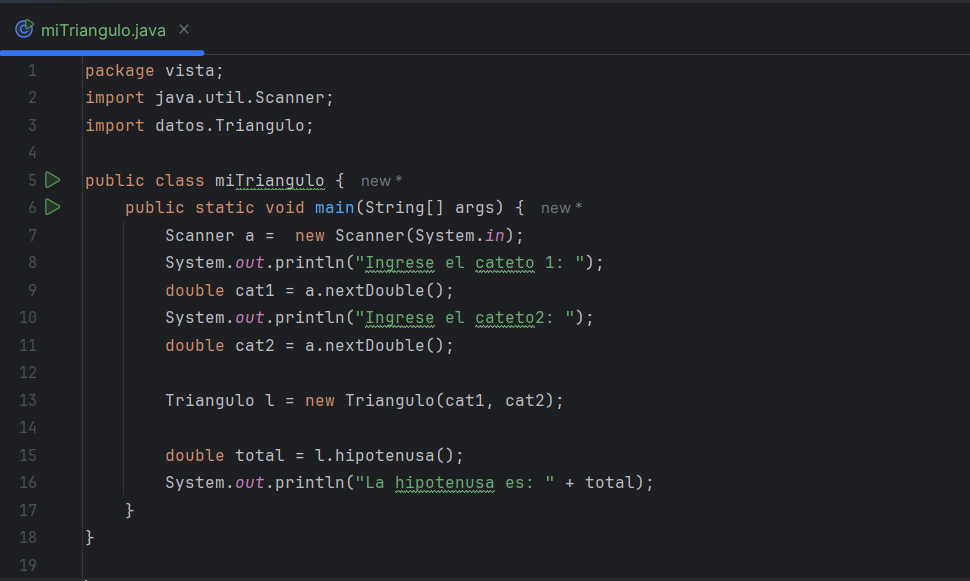 miTriangulo.java
1 package vista;
2 import java.util.Scanner;
3 import datos.Triangulo;
4
5 public class miTriangulo { new *
6 public static void main(String[] args) { new *
7 Scanner a =  new Scanner(System.in);
8 System.out.println("Ingrese el cateto 1: ");
9 double cat1 = a.nextDouble();
10 System.out.println("Ingrese el cateto2: ");
11 double cat2 = a.nextDouble();
12
13 Triangulo l = new Triangulo(cat1, cat2);
14
15 double total = l.hipotenusa();
16 System.out.println("La hipotenusa es: " + total);
17 }
18 }
19